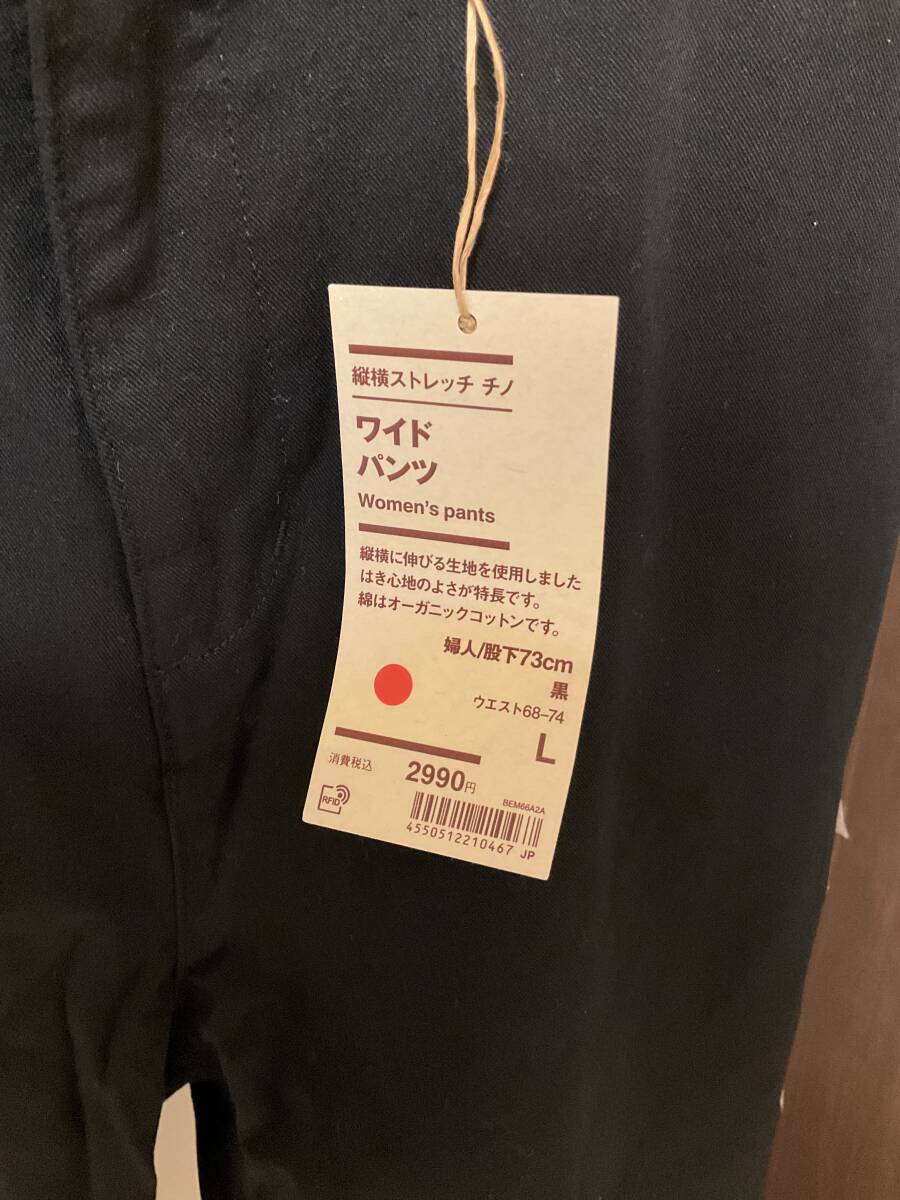 縦横ストレッチ チノ
ワイド
パンツ
Women's pants
縦横に伸びる生地を使用しました
はき心地のよさが特長です。
綿はオーガニックコットンです。
婦人/股下73cm
黒
ウエスト68–74
L
消費税込 2990円
RFID
BEM66A2A
4550512210467 JP